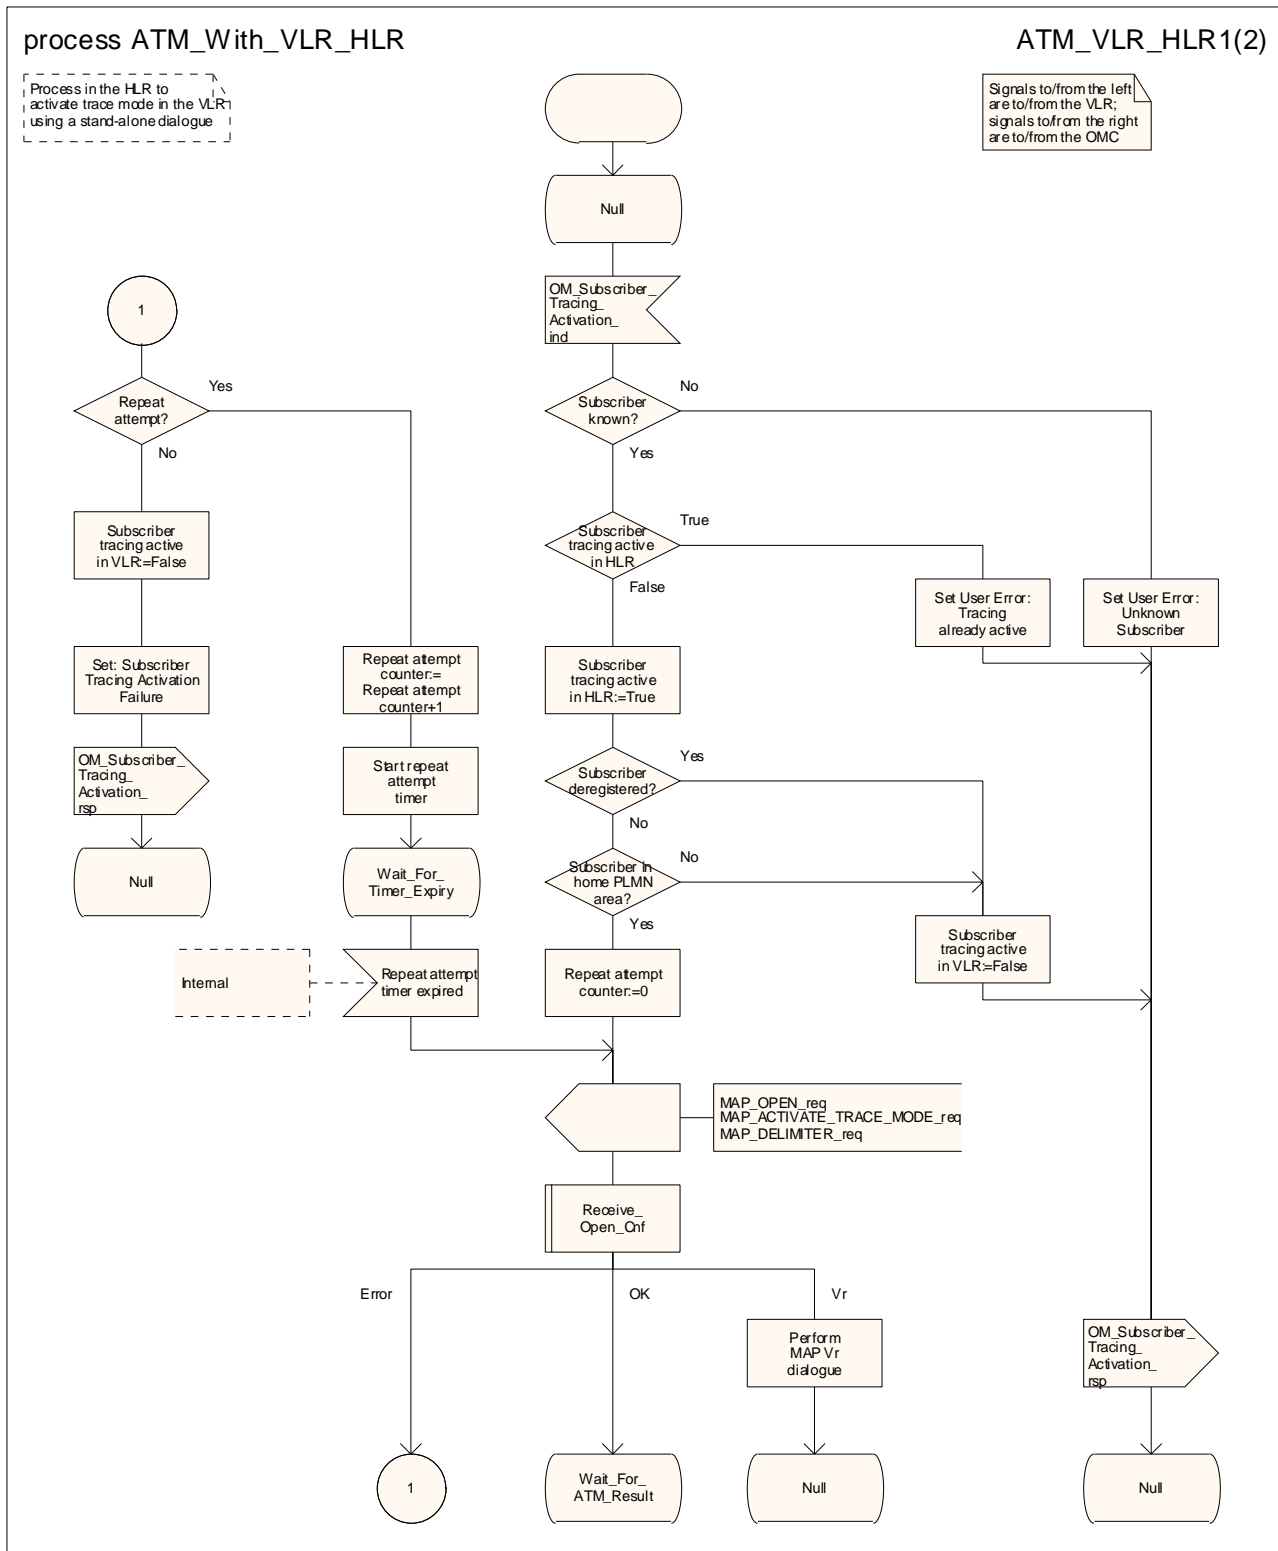 process ATM_With_VLR_HLR
ATM_VLR_HLR1(2)
Process in the HLR to
activate trace mode in the VLR
using a stand-alone dialogue
Signals to/from the left
are to/from the VLR;
signals to/from the right
are to/from the OMC
Null
OM_Subscriber_
Tracing_
Activation_
ind
1
Repeat
attempt?
Yes
No
Subscriber
known?
No
Yes
Subscriber
tracing active
in VLR:=False
Subscriber
tracing active
in HLR
True
False
Set User Error:
Tracing
already active
Set User Error:
Unknown
Subscriber
Set: Subscriber
Tracing Activation
Failure
Repeat attempt
counter:=
Repeat attempt
counter+1
Subscriber
tracing active
in HLR:=True
OM_Subscriber_
Tracing_
Activation_
rsp
Start repeat
attempt
timer
Subscriber
deregistered?
Yes
No
Null
Wait_For_
Timer_Expiry
Subscriber in
home PLMN
area?
No
Yes
Subscriber
tracing active
in VLR:=False
Internal
Repeat attempt
timer expired
Repeat attempt
counter:=0
MAP_OPEN_req
MAP_ACTIVATE_TRACE_MODE_req
MAP_DELIMITER_req
Receive_
Open_Cnf
Error
OK
Vr
Perform
MAP Vr
dialogue
OM_Subscriber_
Tracing_
Activation_
rsp
1
Wait_For_
ATM_Result
Null
Null